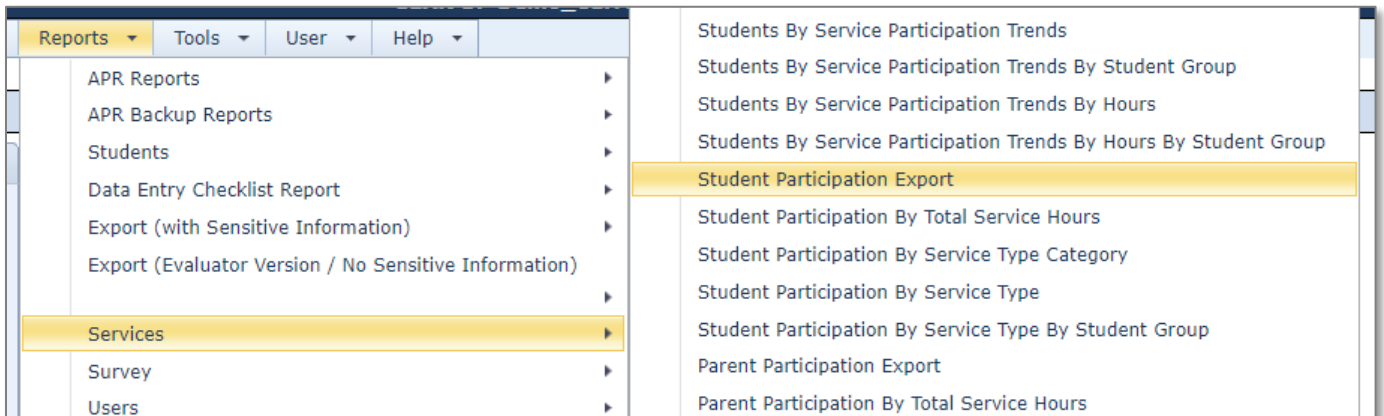 Reports
Tools
User
Help
APR Reports
APR Backup Reports
Students
Data Entry Checklist Report
Export (with Sensitive Information)
Export (Evaluator Version / No Sensitive Information)
Services
Survey
Users
Students By Service Participation Trends
Students By Service Participation Trends By Student Group
Students By Service Participation Trends By Hours
Students By Service Participation Trends By Hours By Student Group
Student Participation Export
Student Participation By Total Service Hours
Student Participation By Service Type Category
Student Participation By Service Type
Student Participation By Service Type By Student Group
Parent Participation Export
Parent Participation By Total Service Hours